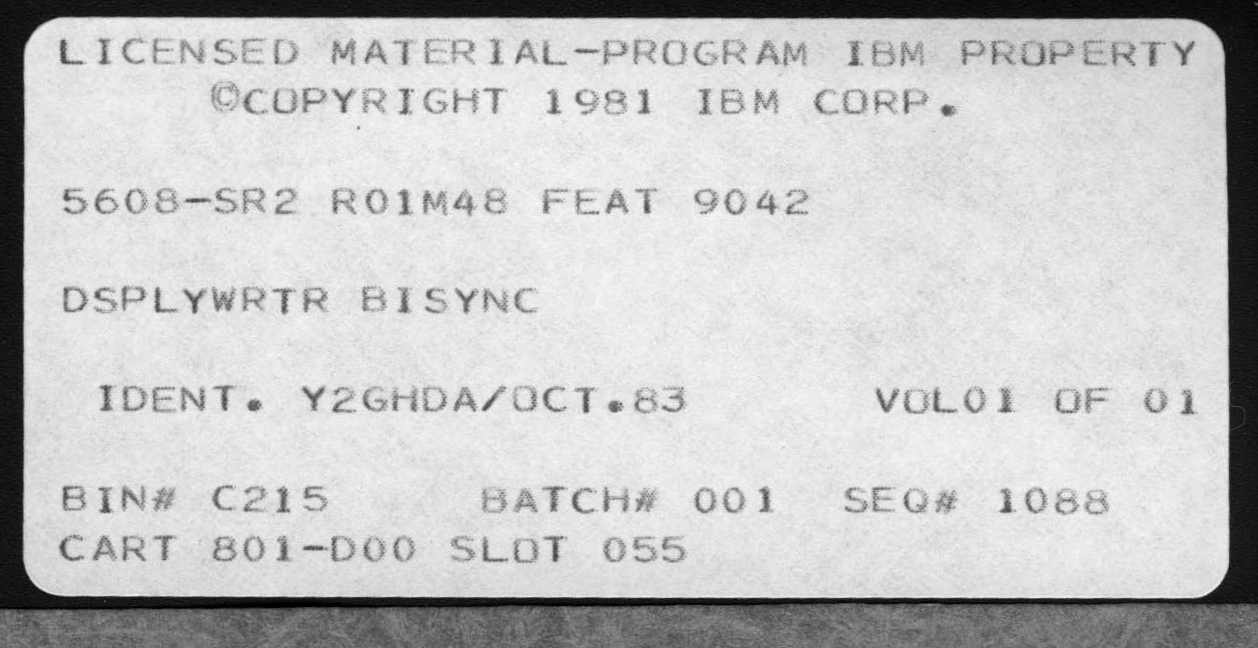 LICENSED MATERIAL-PROGRAM IBM PROPERTY
©COPYRIGHT 1981 IBM CORP.
5608-SR2 R01M48 FEAT 9042
DSPLYWRTR BISYNC
IDENT. Y2GHDA/OCT.83 VOL01 OF 01
BIN# C215 BATCH# 001 SEQ# 1088
CART 801-D00 SLOT 055